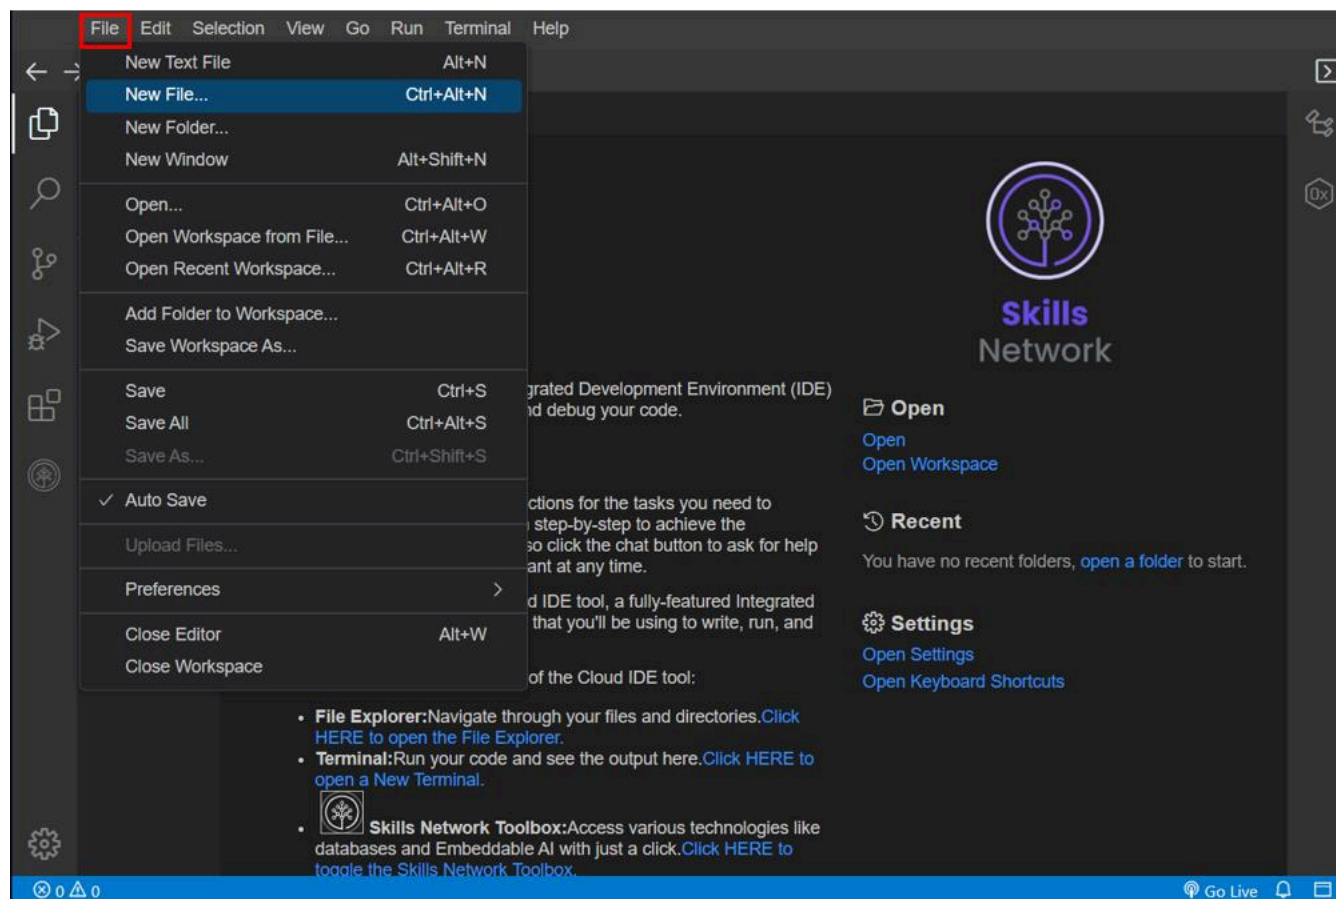 File Edit Selection View Go Run Terminal Help
New Text File Alt+N
New File... Ctrl+Alt+N
New Folder...
New Window Alt+Shift+N
Open... Ctrl+Alt+O
Open Workspace from File... Ctrl+Alt+W
Open Recent Workspace... Ctrl+Alt+R
Add Folder to Workspace...
Save Workspace As...
Save Ctrl+S
Save All Ctrl+Alt+S
Save As... Ctrl+Shift+S
✓ Auto Save
Upload Files...
Preferences >
Close Editor Alt+W
Close Workspace
grated Development Environment (IDE)
nd debug your code.
ctions for the tasks you need to
step-by-step to achieve the
so click the chat button to ask for help
ant at any time.
d IDE tool, a fully-featured Integrated
that you'll be using to write, run, and
of the Cloud IDE tool:
• File Explorer:Navigate through your files and directories.Click
HERE to open the File Explorer.
• Terminal:Run your code and see the output here.Click HERE to
open a New Terminal.
• Skills Network Toolbox:Access various technologies like
databases and Embeddable AI with just a click.Click HERE to
toggle the Skills Network Toolbox.
Skills
Network
Open
Open
Open Workspace
Recent
You have no recent folders, open a folder to start.
Settings
Open Settings
Open Keyboard Shortcuts
0x
0 0
Go Live